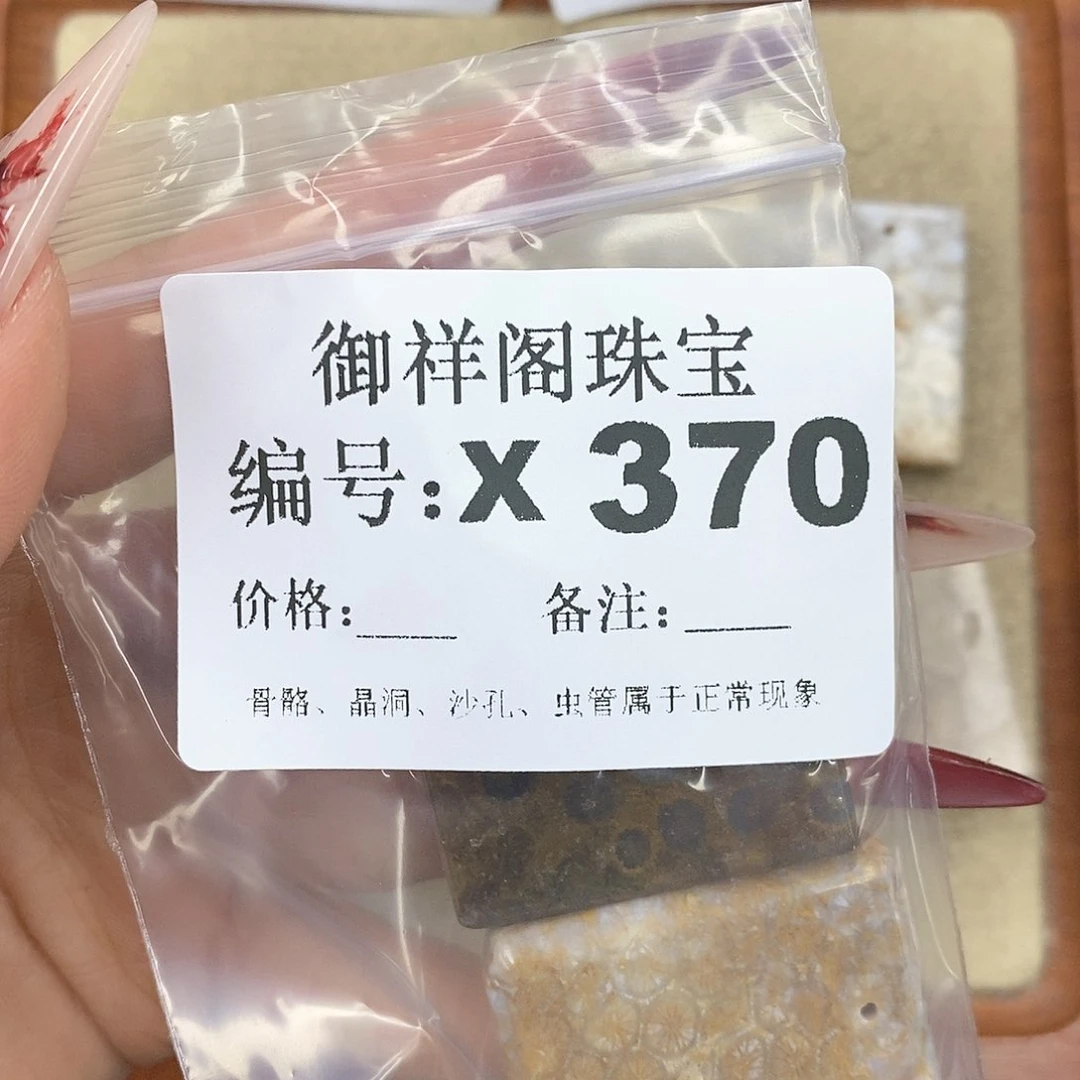 御祥阁珠宝
编号:X 370
价格:____ 备注:____
骨骼、晶洞、沙孔、虫管属于正常现象